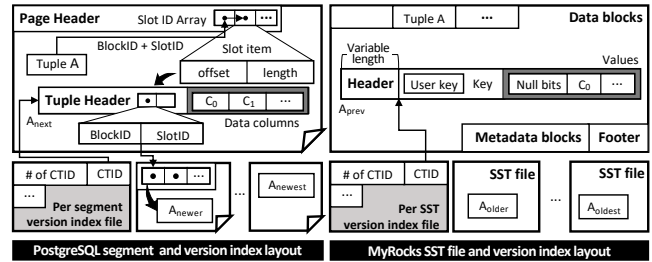 Page Header
Slot ID Array
...
BlockID + SlotID
Tuple A
Slot item
offset
length
Tuple Header
C0
C1
...
Data columns
Anext
BlockID
SlotID
# of CTID
CTID
...
Per segment
version index file
...
Anewer
...
Anewest
PostgreSQL segment and version index layout
Tuple A
...
Data blocks
Variable
length
Values
Header
User key
Key
Null bits
C0
...
Aprev
Metadata blocks
Footer
# of CTID
CTID
...
Per SST
version index file
SST file
Aolder
...
SST file
Aoldest
MyRocks SST file and version index layout